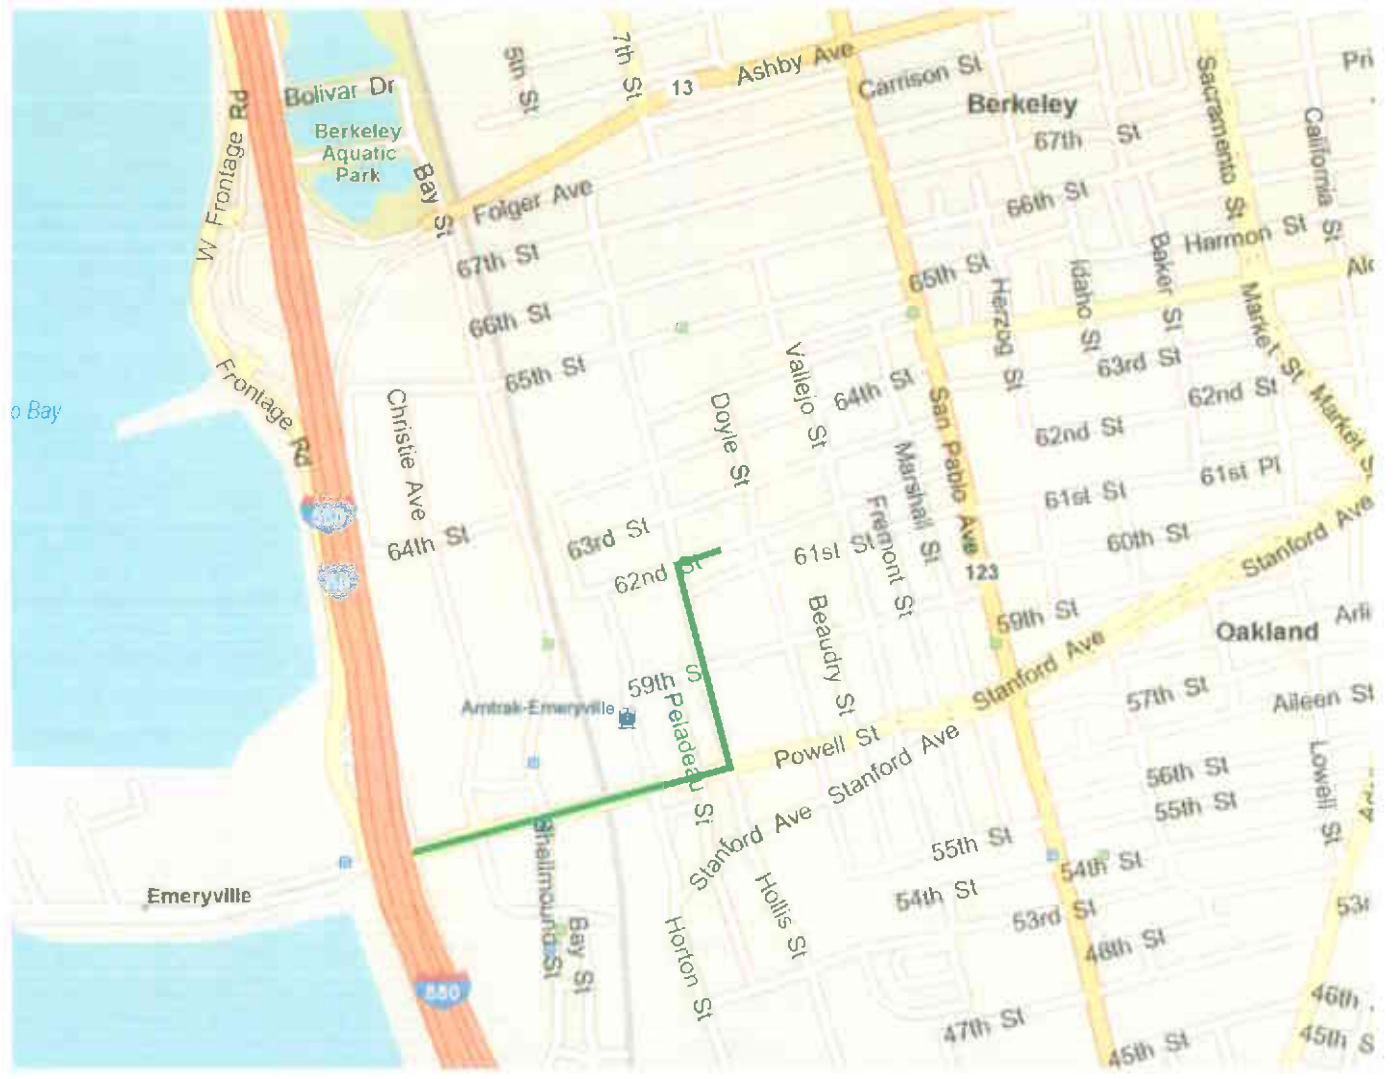 5th St
7th St
Ashby Ave
13
Carrison St
Berkeley
Sacramento St
California St
Pri
Bolivar Dr
Berkeley
Aquatic
Park
W Frontage Rd
Bay St
Folger Ave
67th St
66th St
Harmon St
67th St
66th St
65th St
65th St
Herzog St
Idaho St
Baker St
Market St
Market St
Frontage Rd
o Bay
Christie Ave
Doyle St
Vallejo St
64th St
San Pablo Ave
63rd St
62nd St
62nd St
61st Pl
61st St
60th St
Stanford Ave
Marshall St
Fremont St
64th St
63rd St
62nd St
61st St
123
59th St
Beaudry St
59th S
Peladeau St
Amtrak-Emeryville
Stanford Ave
Oakland
Arli
57th St
Aileen St
Powell St
Stanford Ave
Stanford Ave
56th St
55th St
Lowell St
55th St
54th St
54th St
53rd St
48th St
Emeryville
Shellmound St
Bay St
Horton St
Hollis St
880
47th St
45th St
46th
45th S